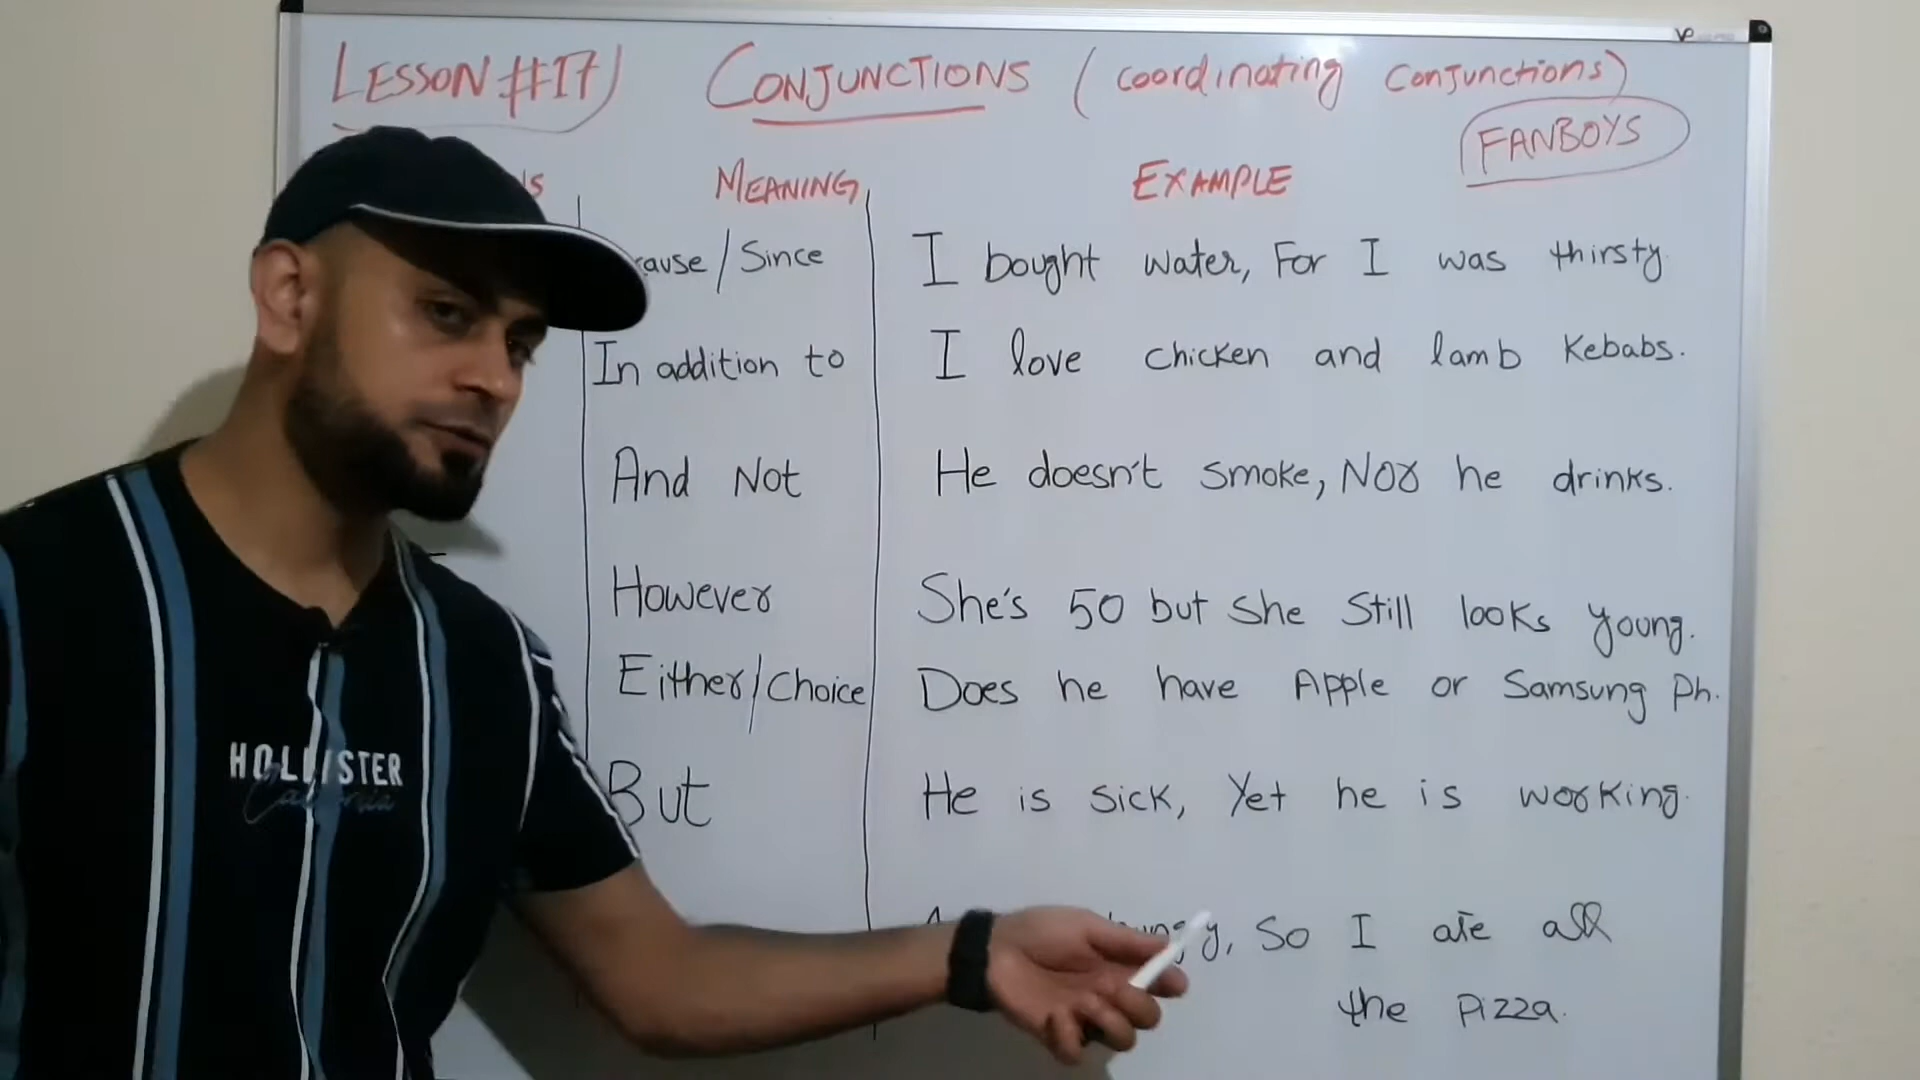 LESSON #17) CONJUNCTIONS (Coordinating Conjunctions)
FANBOYS
MEANING EXAMPLE
/ Since I bought water, For I was thirsty.
In addition to I love chicken and lamb Kebabs.
And Not He doesn't smoke, Nor he drinks.
However She's 50 but she still looks young.
Either/Choice Does he have Apple or Samsung Ph.
But He is sick, Yet he is working.
So I ate all
the Pizza.
HOLLISTER
California